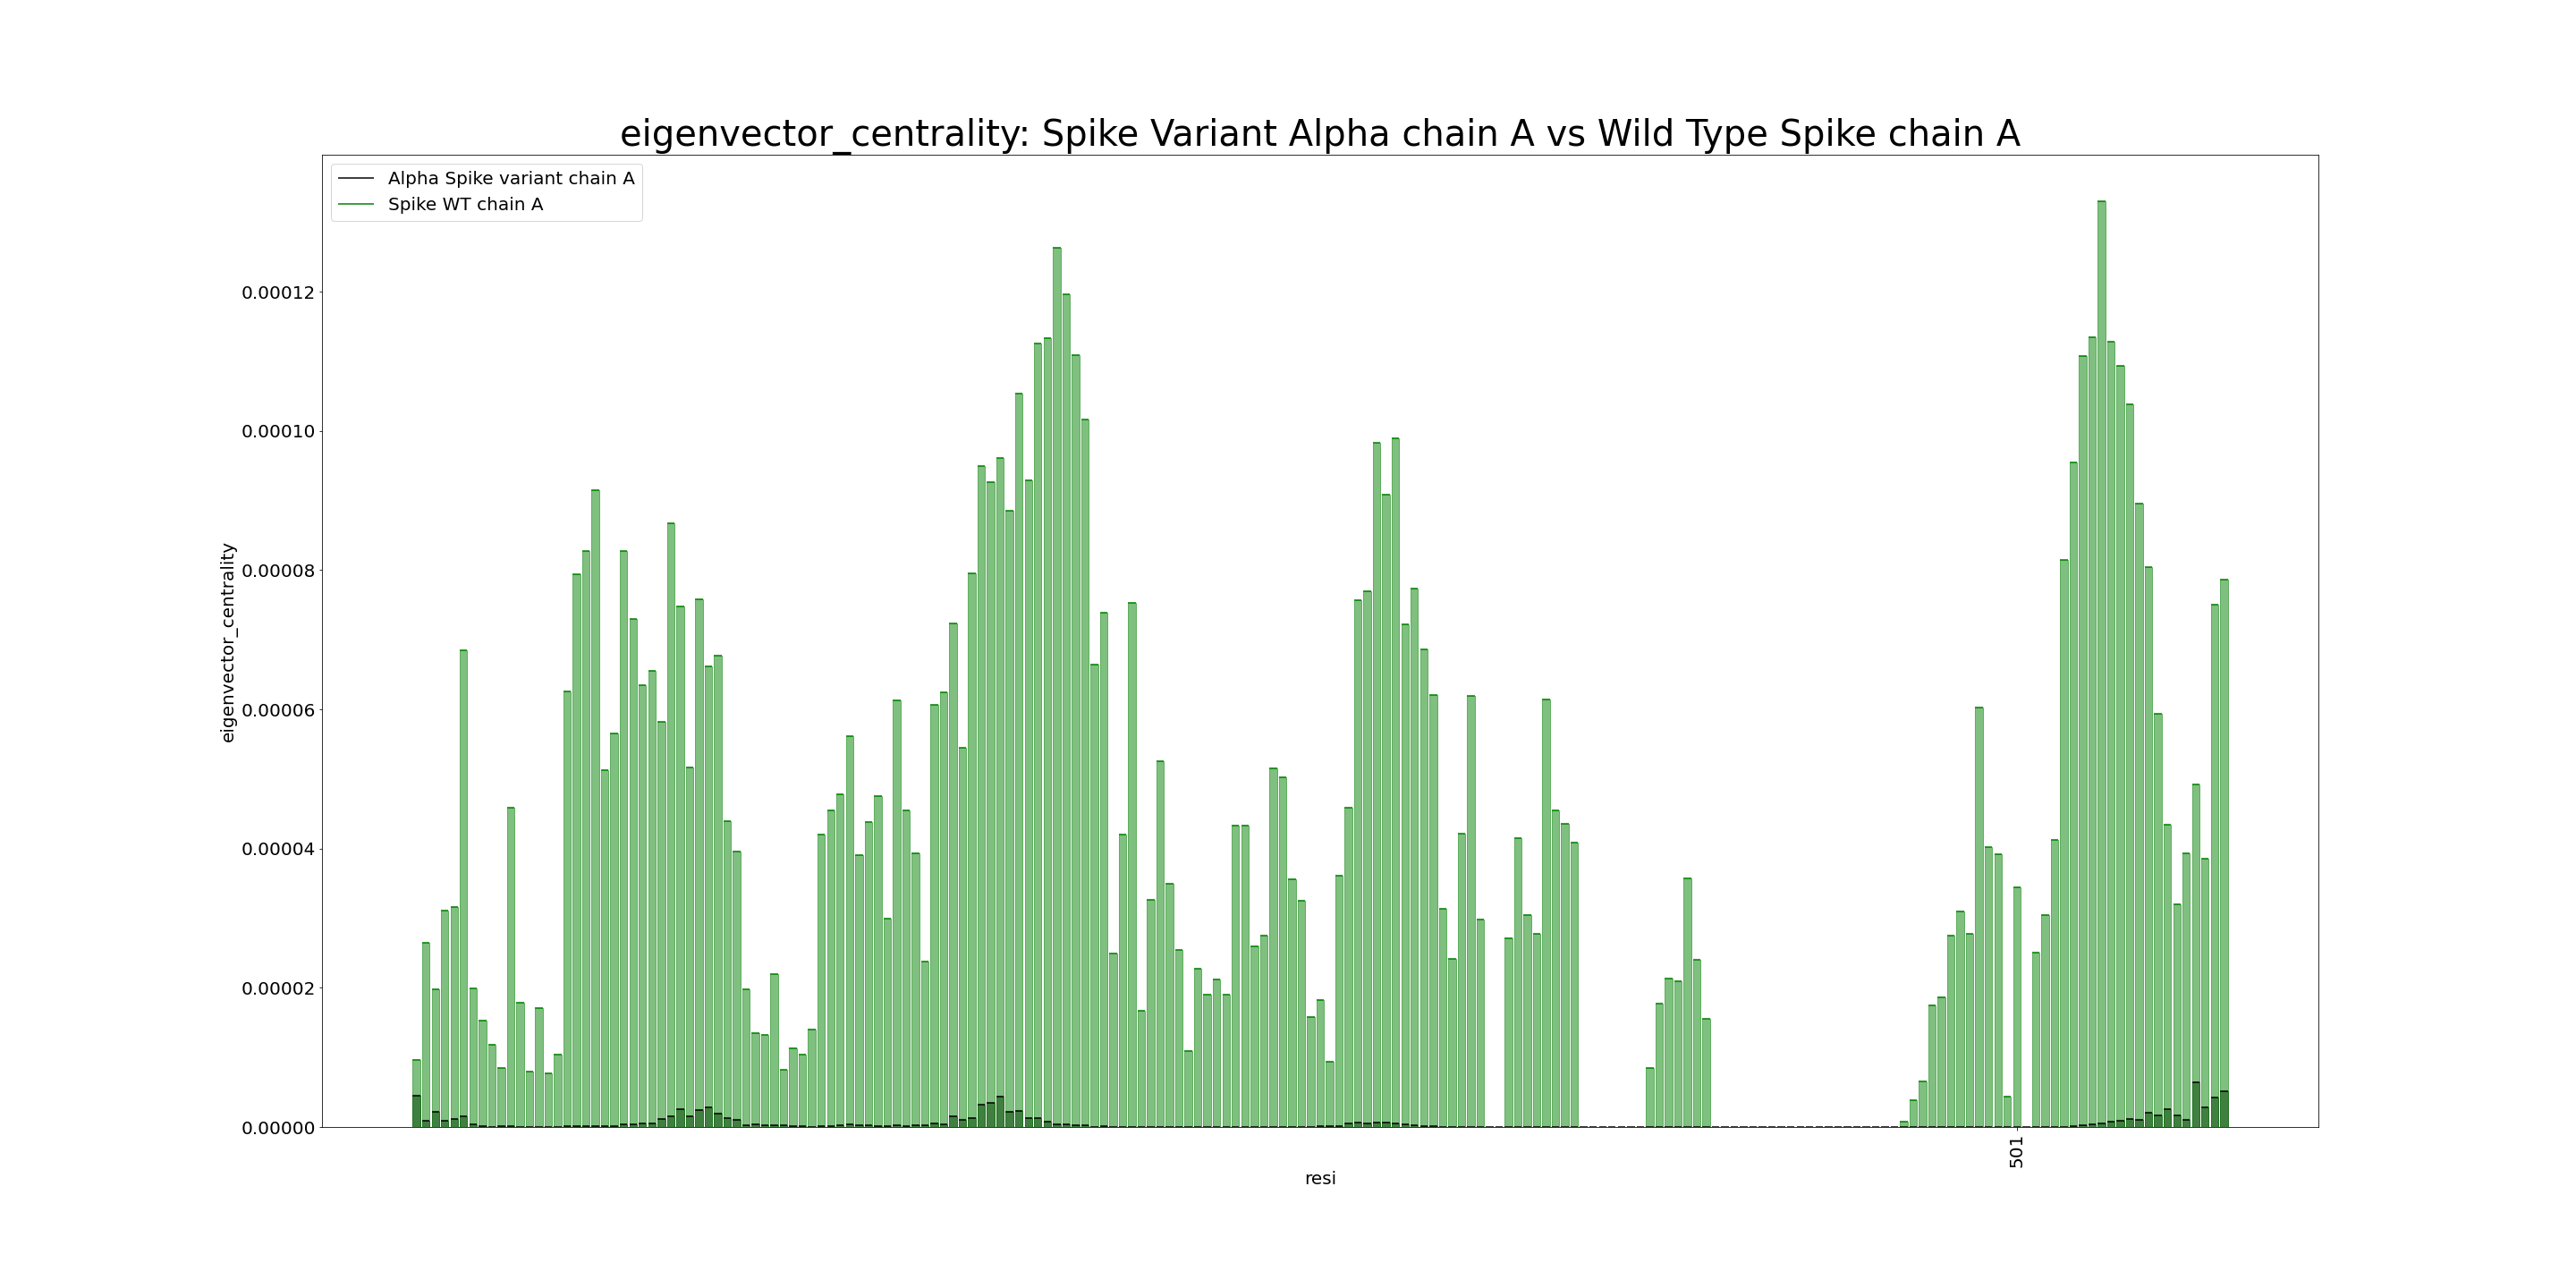 eigenvector_centrality: Spike Variant Alpha chain A vs Wild Type Spike chain A
Alpha Spike variant chain A
Spike WT chain A
0.00012
0.00010
0.00008
0.00006
0.00004
0.00002
0.00000
eigenvector_centrality
501
resi